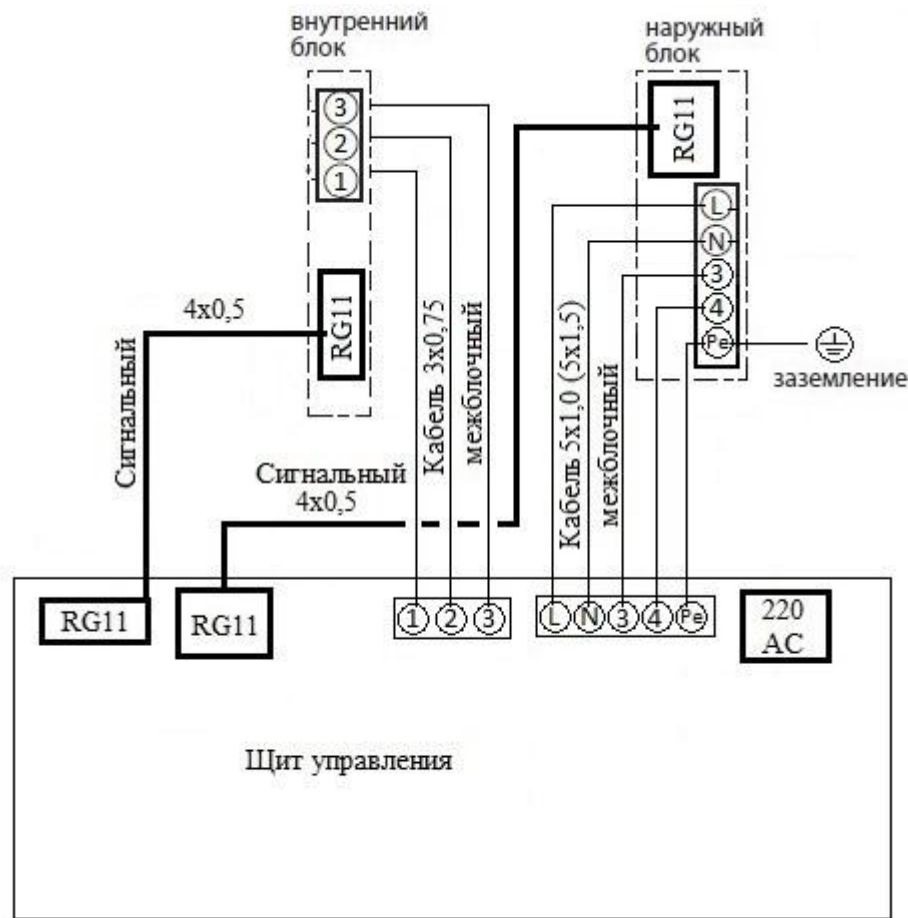 внутренний
блок
наружный
блок
3
2
1
RG11
RG11
L
N
3
4
Pe
заземление
4x0,5
Сигнальный
Сигнальный
4x0,5
Кабель 3x0,75
межблочный
Кабель 5x1,0 (5x1,5)
межблочный
RG11
RG11
1 2 3
L N 3 4 Pe
220
AC
Щит управления